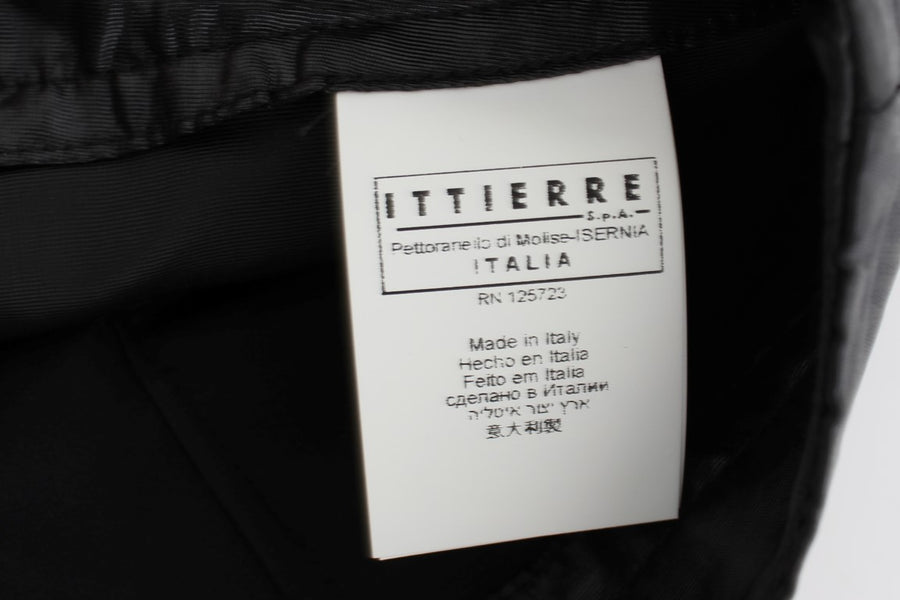 ITTIERRE
S.p.A.
Pettoranello di Molise-ISERNIA
ITALIA
RN 125723
Made in Italy
Hecho en Italia
Feito em Italia
сделано в Италии
ארץ יצור איטליה
意大利製